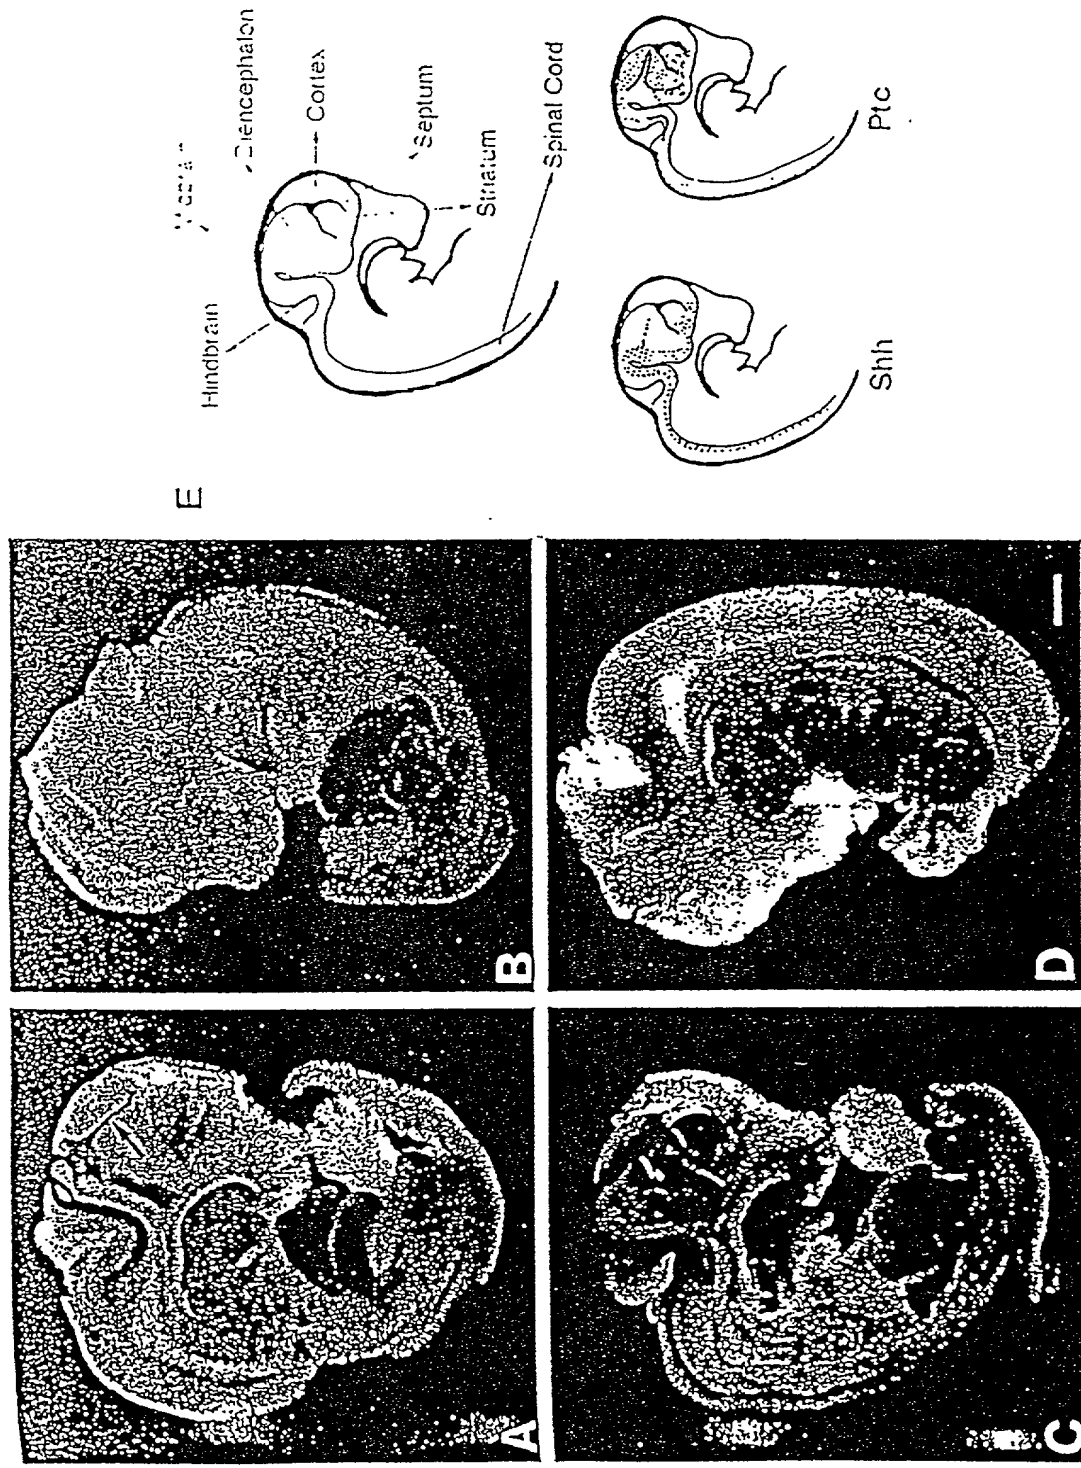 A
B
C
D
E
Hindbrain
Diencephalon
Cortex
Septum
Striatum
Spinal Cord
Shh
Ptc